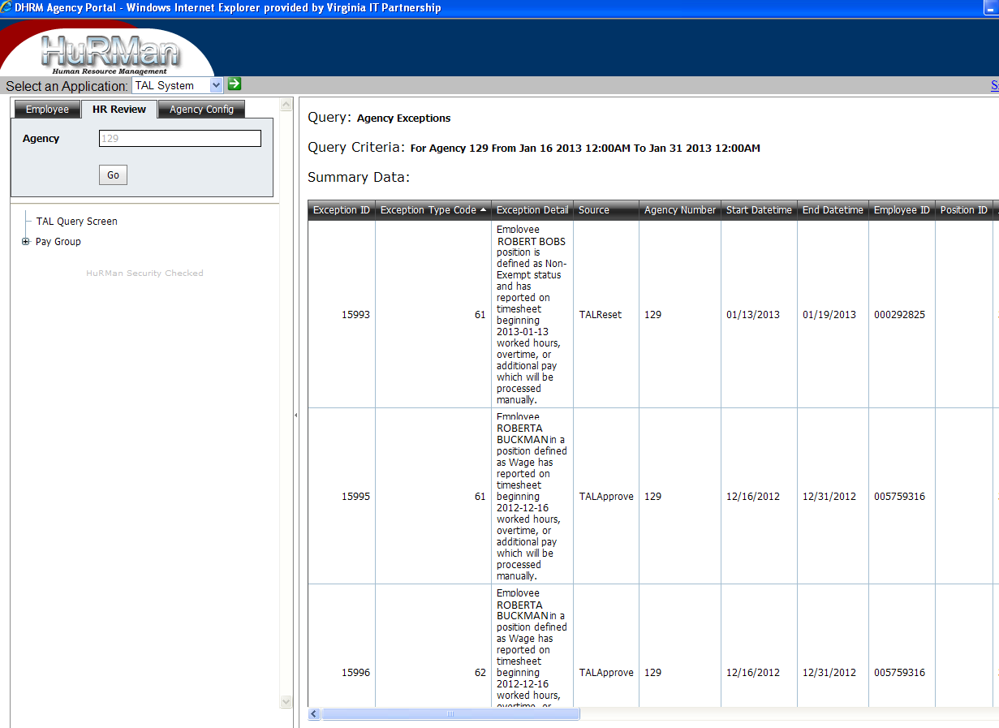 DHRM Agency Portal - Windows Internet Explorer provided by Virginia IT Partnership
HuRMan
Human Resource Management
Select an Application: TAL System
Employee HR Review Agency Config
Agency 129
Go
TAL Query Screen
Pay Group
HuRMan Security Checked
Query: Agency Exceptions
Query Criteria: For Agency 129 From Jan 16 2013 12:00AM To Jan 31 2013 12:00AM
Summary Data:
Exception ID Exception Type Code Exception Detail Source Agency Number Start Datetime End Datetime Employee ID Position ID
Employee
ROBERT BOBS
position is
defined as Non-
Exempt status
and has
reported on
timesheet
15993 61 beginning TALReset 129 01/13/2013 01/19/2013 000292825
2013-01-13
worked hours,
overtime, or
additional pay
which will be
processed
manually.
Employee
ROBERTA
BUCKMAN in a
position defined
as Wage has
reported on
timesheet
15995 61 beginning TALApprove 129 12/16/2012 12/31/2012 005759316
2012-12-16
worked hours,
overtime, or
additional pay
which will be
processed
manually.
Employee
ROBERTA
BUCKMAN in a
position defined
as Wage has
reported on
timesheet
15996 62 beginning TALApprove 129 12/16/2012 12/31/2012 005759316
2012-12-16
worked hours,
overtime, or